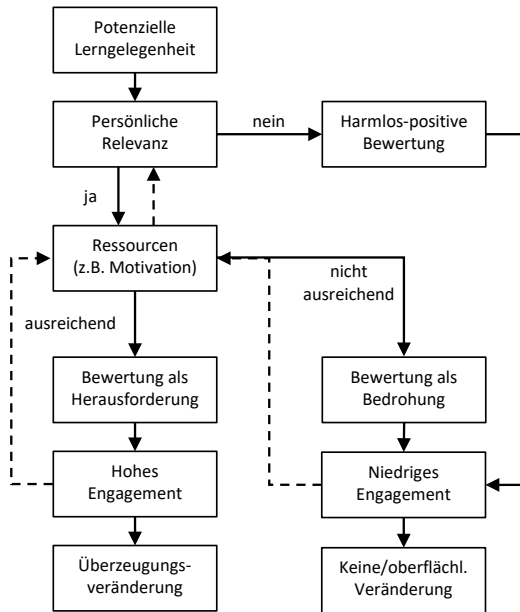 Potenzielle
Lerngelegenheit
Persönliche
Relevanz
nein
Harmlos-positive
Bewertung
ja
Ressourcen
(z.B. Motivation)
nicht
ausreichend
ausreichend
Bewertung als
Herausforderung
Bewertung als
Bedrohung
Hohes
Engagement
Niedriges
Engagement
Überzeugungs-
veränderung
Keine/oberflächl.
Veränderung